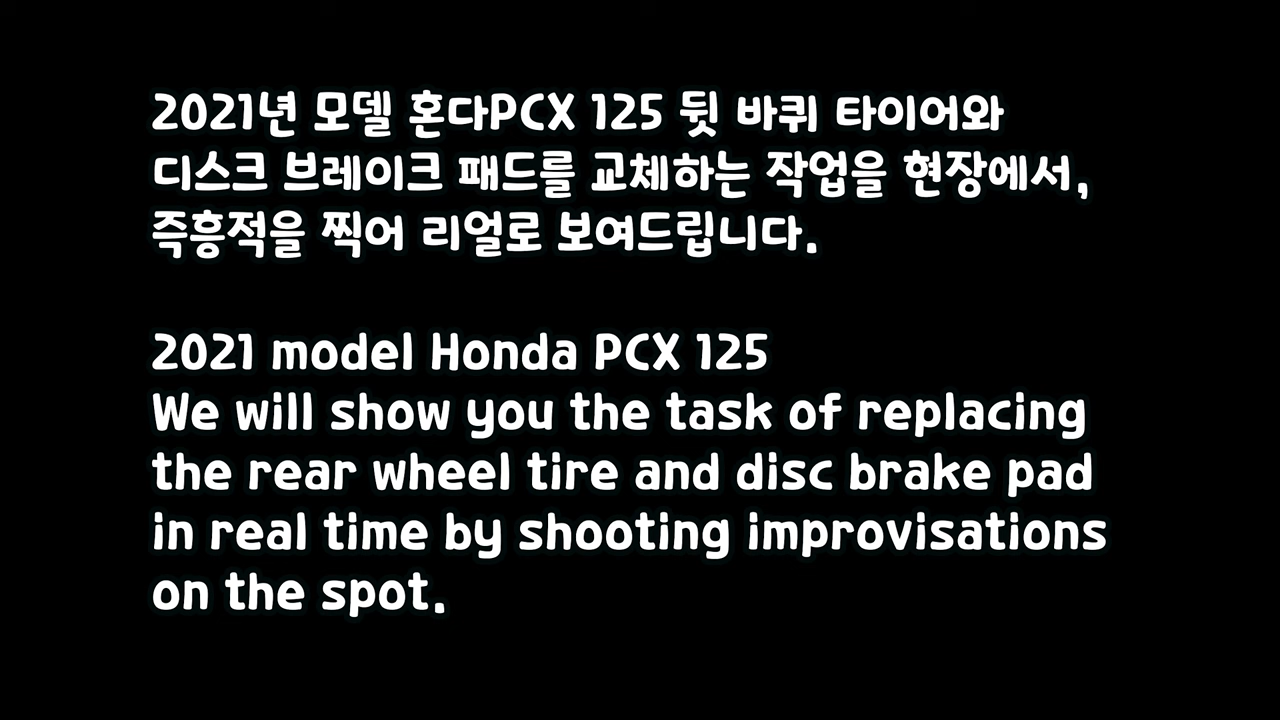 2021년 모델 혼다PCX 125 뒷 바퀴 타이어와
디스크 브레이크 패드를 교체하는 작업을 현장에서,
즉흥적을 찍어 리얼로 보여드립니다.
2021 model Honda PCX 125
We will show you the task of replacing
the rear wheel tire and disc brake pad
in real time by shooting improvisations
on the spot.